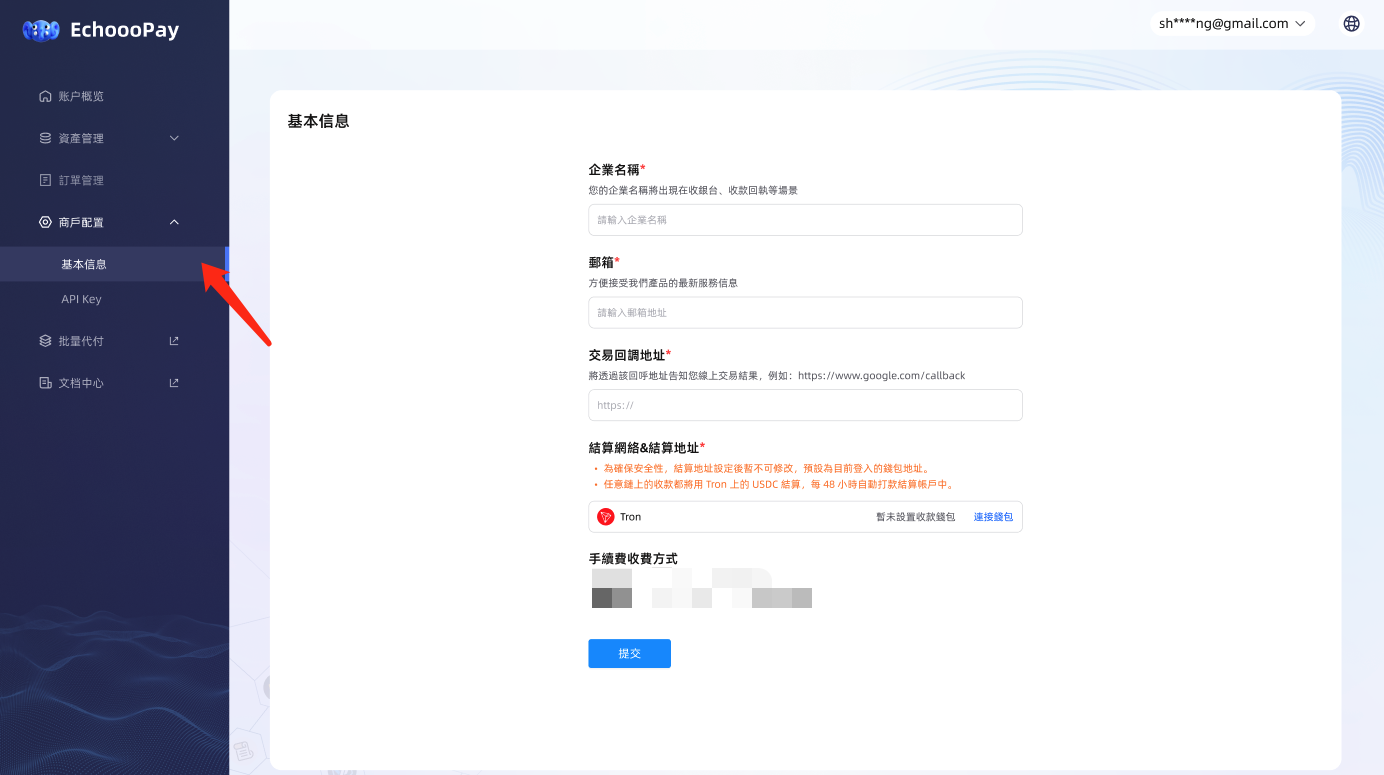 EchoooPay
sh****ng@gmail.com
账户概览
資產管理
訂單管理
商戶配置
基本信息
API Key
批量代付
文档中心
基本信息
企業名稱*
您的企業名稱將出現在收銀台、收款回執等場景
請輸入企業名稱
郵箱*
方便接受我們產品的最新服務信息
請輸入郵箱地址
交易回調地址*
將透過該回呼地址告知您線上交易結果，例如：https://www.google.com/callback
https://
結算網絡&結算地址*
• 為確保安全性，結算地址設定後暫不可修改，預設為目前登入的錢包地址。
• 任意鏈上的收款都將用 Tron 上的 USDC 結算，每 48 小時自動打款結算帳戶中。
Tron 暫未設置收款錢包 連接錢包
手續費收費方式
提交